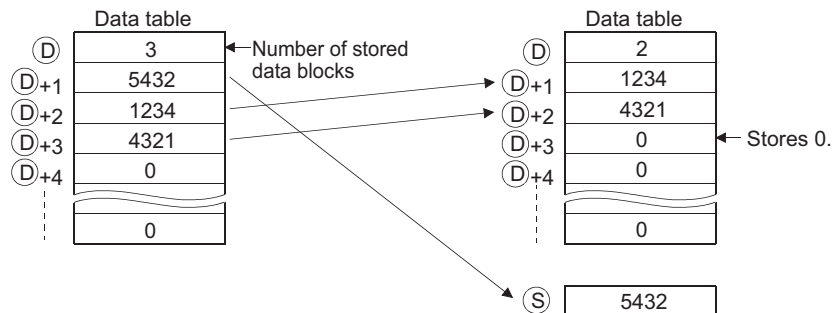 Data table
D 3
D+1 5432
D+2 1234
D+3 4321
D+4 0
0
Number of stored
data blocks
Data table
D 2
D+1 1234
D+2 4321
D+3 0
D+4 0
0
Stores 0.
S 5432